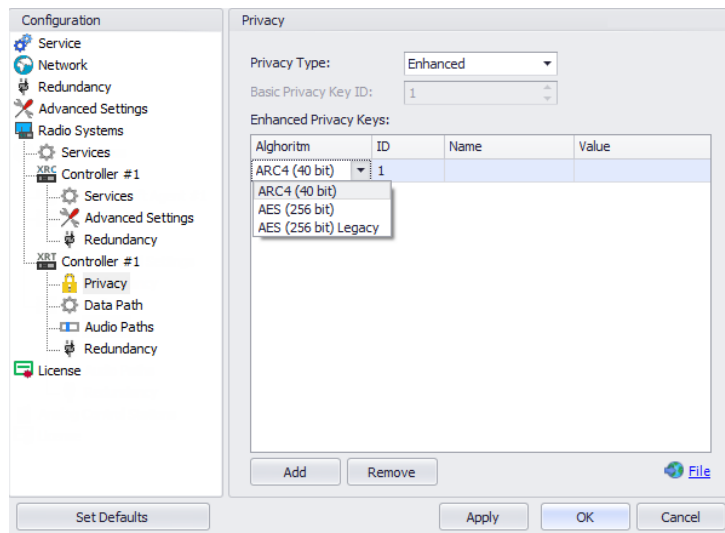 Configuration
Service
Network
Redundancy
Advanced Settings
Radio Systems
Services
XRC Controller #1
Services
Advanced Settings
Redundancy
XRT Controller #1
Privacy
Data Path
Audio Paths
Redundancy
License
Set Defaults
Privacy
Privacy Type: Enhanced
Basic Privacy Key ID: 1
Enhanced Privacy Keys:
Alghoritm ID Name Value
ARC4 (40 bit) 1
ARC4 (40 bit)
AES (256 bit)
AES (256 bit) Legacy
Add Remove File
Apply OK Cancel